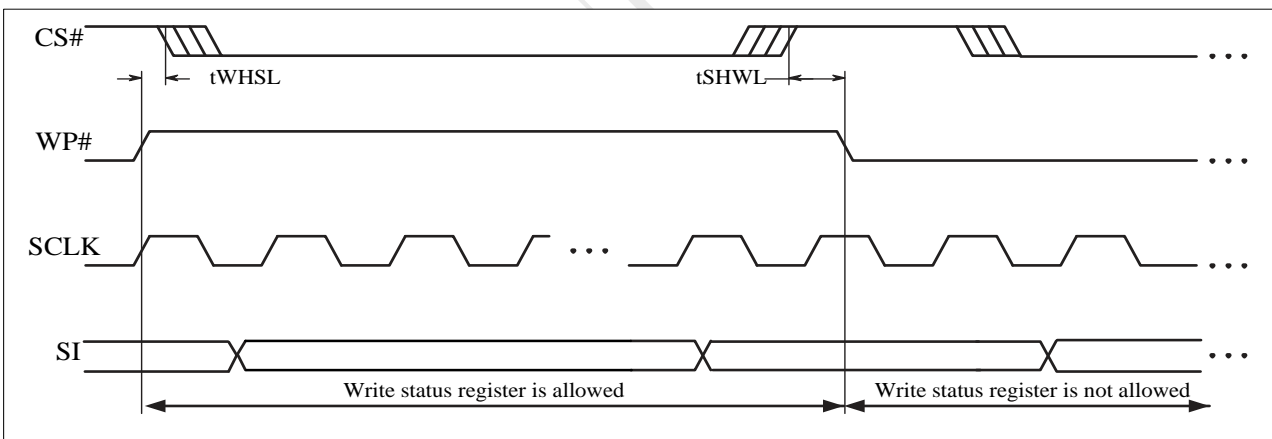 CS#
tWHSL
tSHWL
WP#
SCLK
SI
Write status register is allowed
Write status register is not allowed